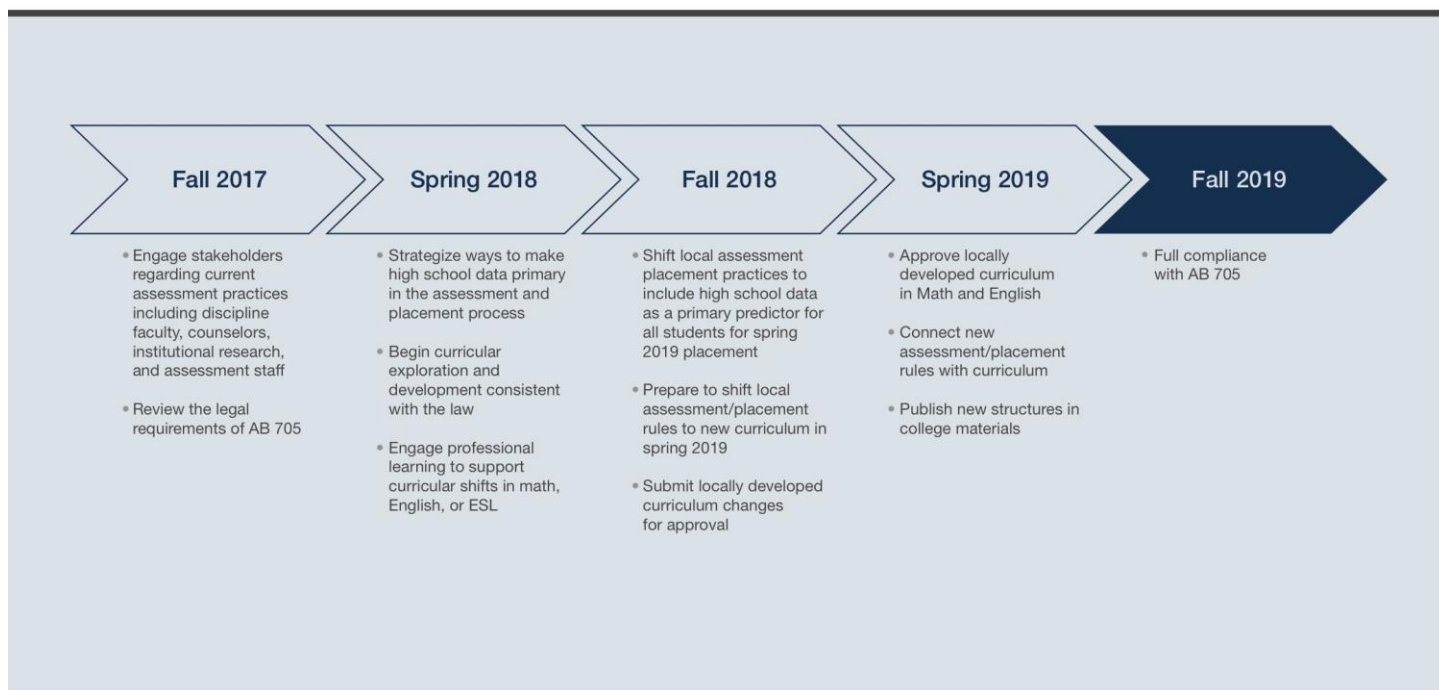 Fall 2017
Spring 2018
Fall 2018
Spring 2019
Fall 2019
• Engage stakeholders
regarding current
assessment practices
including discipline
faculty, counselors,
institutional research,
and assessment staff
• Review the legal
requirements of AB 705
• Strategize ways to make
high school data primary
in the assessment and
placement process
• Begin curricular
exploration and
development consistent
with the law
• Engage professional
learning to support
curricular shifts in math,
English, or ESL
• Shift local assessment
placement practices to
include high school data
as a primary predictor for
all students for spring
2019 placement
• Prepare to shift local
assessment/placement
rules to new curriculum in
spring 2019
• Submit locally developed
curriculum changes
for approval
• Approve locally
developed curriculum
in Math and English
• Connect new
assessment/placement
rules with curriculum
• Publish new structures in
college materials
• Full compliance
with AB 705